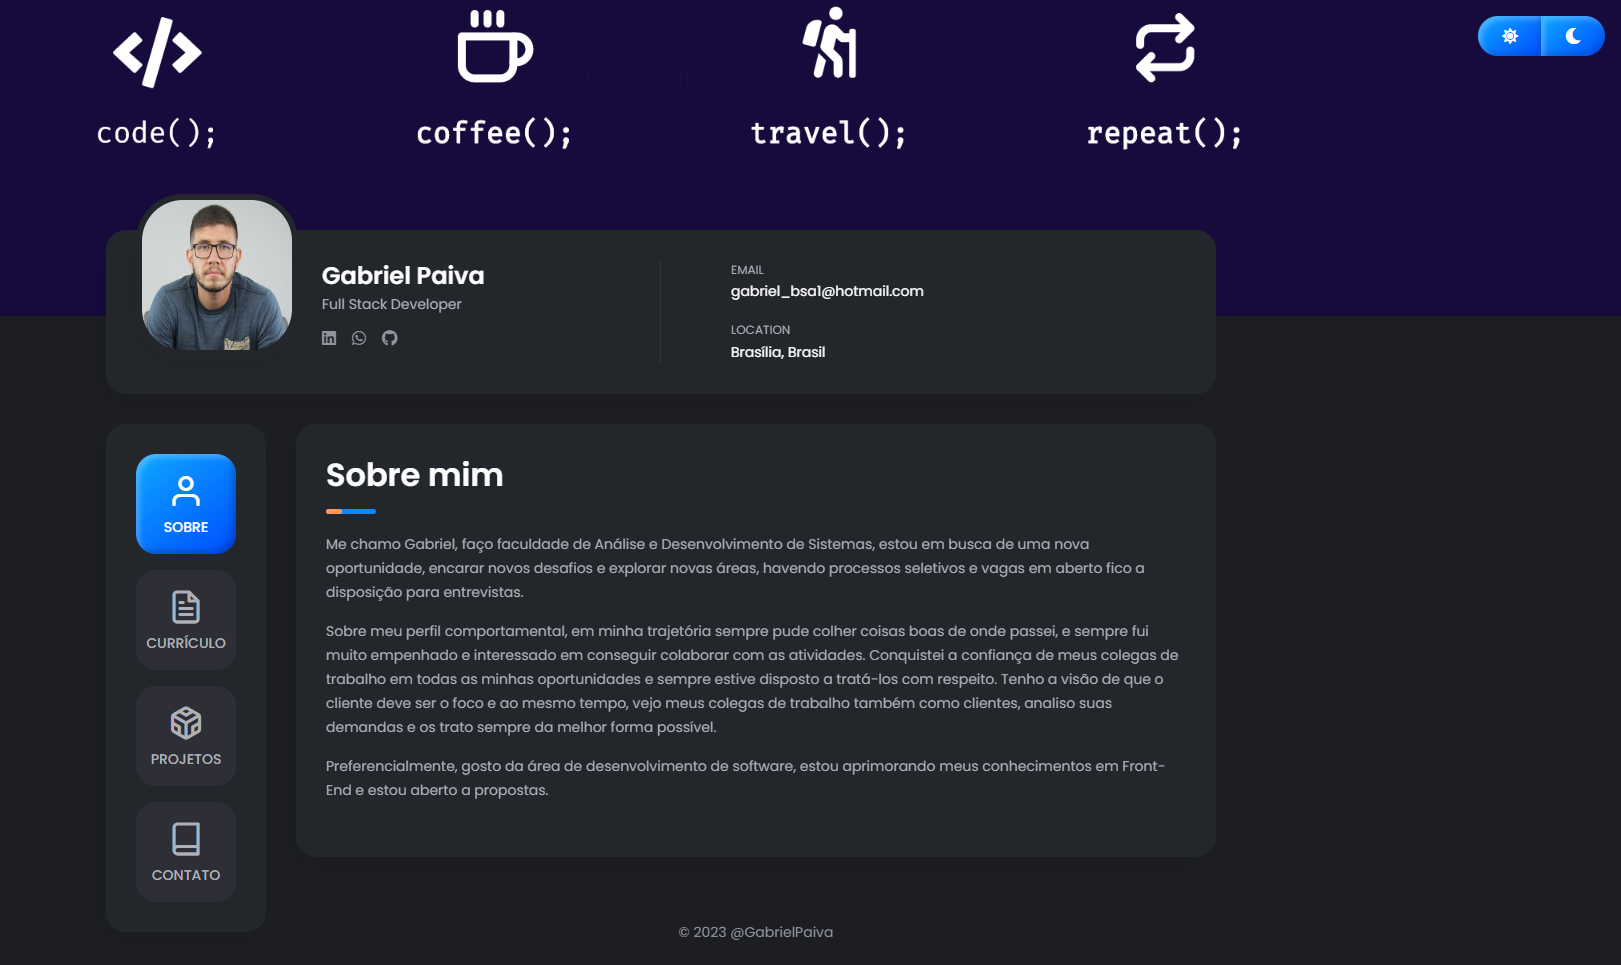 code(); coffee(); travel(); repeat();
Gabriel Paiva
Full Stack Developer
EMAIL
gabriel_bsa1@hotmail.com
LOCATION
Brasília, Brasil
SOBRE
CURRÍCULO
PROJETOS
CONTATO
Sobre mim
Me chamo Gabriel, faço faculdade de Análise e Desenvolvimento de Sistemas, estou em busca de uma nova
oportunidade, encarar novos desafios e explorar novas áreas, havendo processos seletivos e vagas em aberto fico a
disposição para entrevistas.
Sobre meu perfil comportamental, em minha trajetória sempre pude colher coisas boas de onde passei, e sempre fui
muito empenhado e interessado em conseguir colaborar com as atividades. Conquistei a confiança de meus colegas de
trabalho em todas as minhas oportunidades e sempre estive disposto a tratá-los com respeito. Tenho a visão de que o
cliente deve ser o foco e ao mesmo tempo, vejo meus colegas de trabalho também como clientes, analiso suas
demandas e os trato sempre da melhor forma possível.
Preferencialmente, gosto da área de desenvolvimento de software, estou aprimorando meus conhecimentos em Front-
End e estou aberto a propostas.
© 2023 @GabrielPaiva